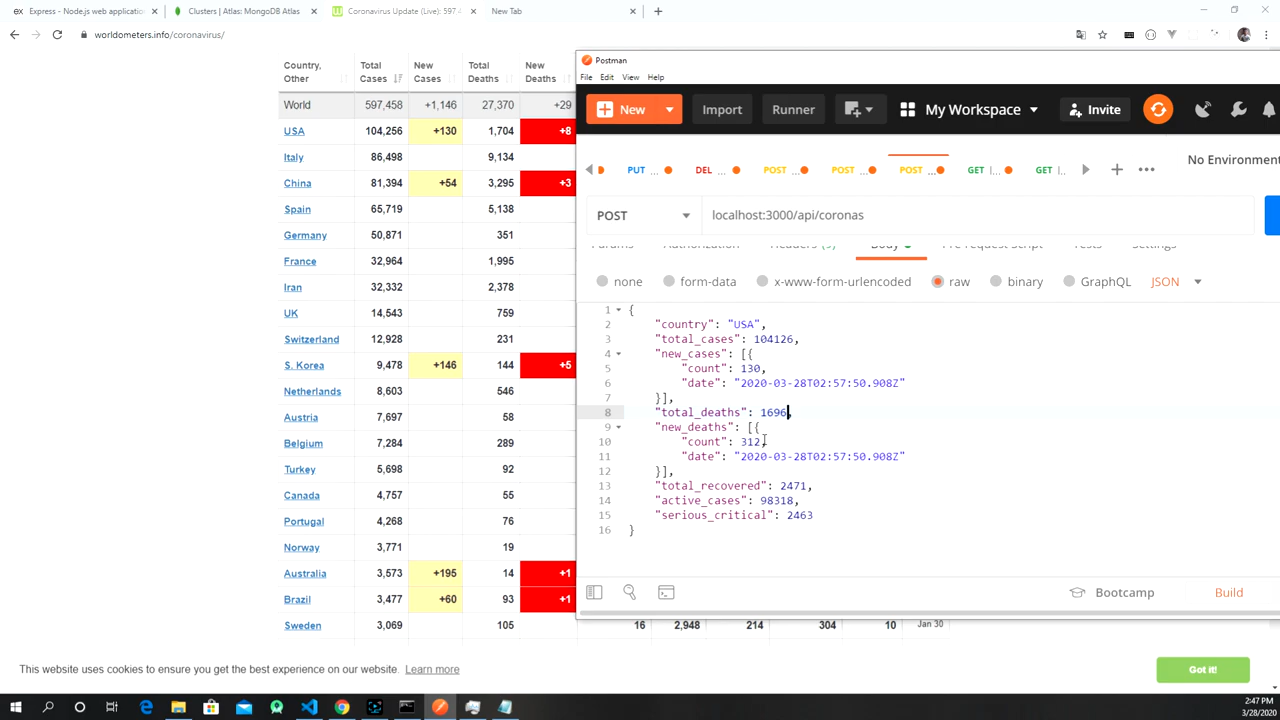 Express - Node.js web application
Clusters | Atlas: MongoDB Atlas
Coronavirus Update (Live): 597,4
New Tab
worldometers.info/coronavirus/
Country, Other
Total Cases
New Cases
Total Deaths
New Deaths
World 597,458 +1,146 27,370 +29
USA 104,256 +130 1,704 +8
Italy 86,498 9,134
China 81,394 +54 3,295 +3
Spain 65,719 5,138
Germany 50,871 351
France 32,964 1,995
Iran 32,332 2,378
UK 14,543 759
Switzerland 12,928 231
S. Korea 9,478 +146 144 +5
Netherlands 8,603 546
Austria 7,697 58
Belgium 7,284 289
Turkey 5,698 92
Canada 4,757 55
Portugal 4,268 76
Norway 3,771 19
Australia 3,573 +195 14 +1
Brazil 3,477 +60 93 +1
Sweden 3,069 105 16 2,948 214 304 10 Jan 30
Postman
File Edit View Help
New Import Runner My Workspace Invite
No Environment
PUT ... DEL ... POST ... POST ... POST ... GET |... GET |..
POST localhost:3000/api/coronas
Params Authorization Headers (9) Body Pre-request Script Tests Settings
none form-data x-www-form-urlencoded raw binary GraphQL JSON
1 {
2 "country": "USA",
3 "total_cases": 104126,
4 "new_cases": [{
5 "count": 130,
6 "date": "2020-03-28T02:57:50.908Z"
7 }],
8 "total_deaths": 1696,
9 "new_deaths": [{
10 "count": 312,
11 "date": "2020-03-28T02:57:50.908Z"
12 }],
13 "total_recovered": 2471,
14 "active_cases": 98318,
15 "serious_critical": 2463
16 }
Bootcamp Build
This website uses cookies to ensure you get the best experience on our website. Learn more
Got it!
2:47 PM
3/28/2020